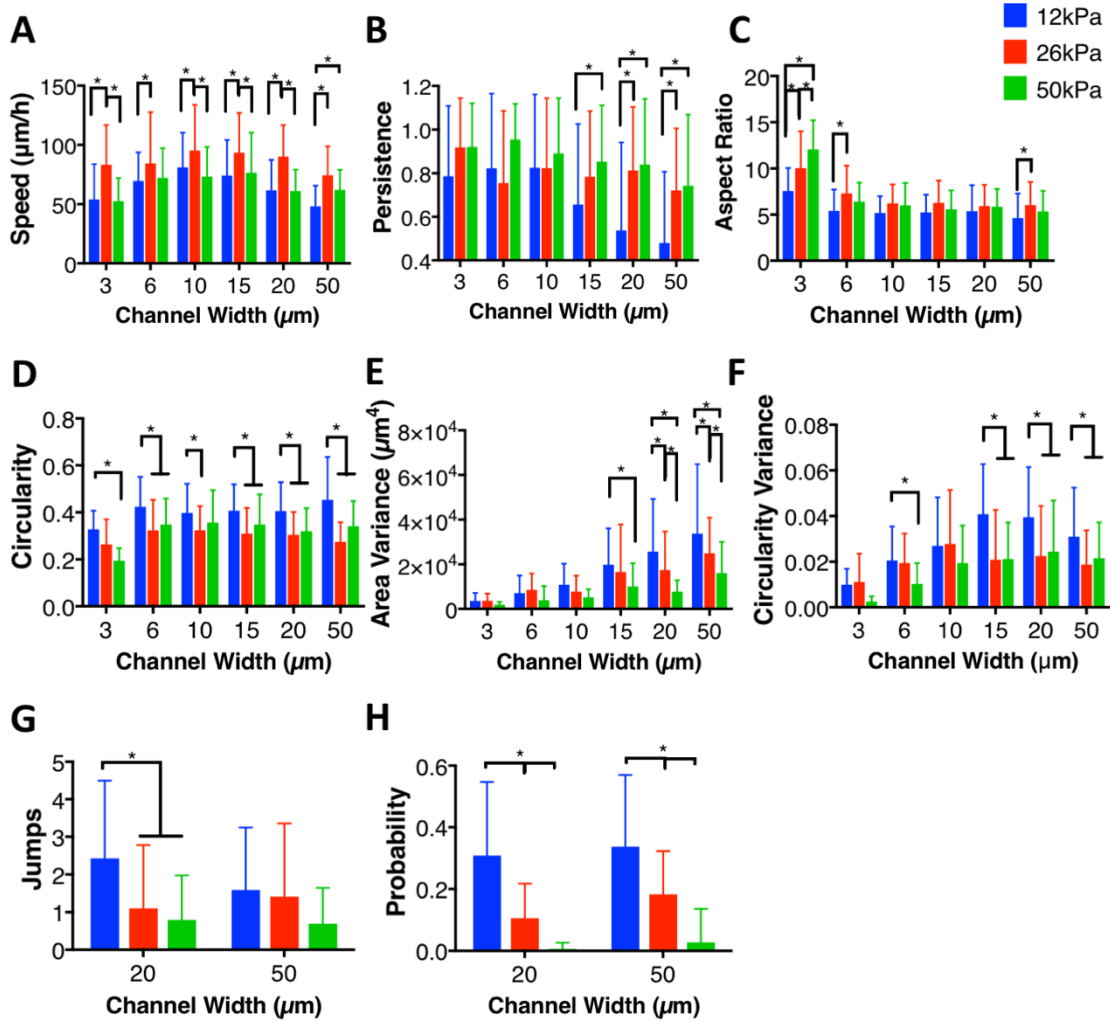 A
B
C
12kPa
26kPa
50kPa
Speed (µm/h)
150
100
50
0
* * * * * * * * * * * *
3 6 10 15 20 50
Channel Width (µm)
Persistence
1.2
1.0
0.8
0.6
0.4
* * * * *
3 6 10 15 20 50
Channel Width (µm)
Aspect Ratio
20
15
10
5
0
* * * * *
3 6 10 15 20 50
Channel Width (µm)
D
E
F
Circularity
0.8
0.6
0.4
0.2
0.0
* * * * * *
3 6 10 15 20 50
Channel Width (µm)
Area Variance (µm⁴)
8×10⁴
6×10⁴
4×10⁴
2×10⁴
0
* * * * * * *
3 6 10 15 20 50
Channel Width (µm)
Circularity Variance
0.08
0.06
0.04
0.02
0.00
* * * *
3 6 10 15 20 50
Channel Width (µm)
G
H
Jumps
5
4
3
2
1
0
*
20 50
Channel Width (µm)
Probability
0.6
0.4
0.2
0.0
* *
20 50
Channel Width (µm)